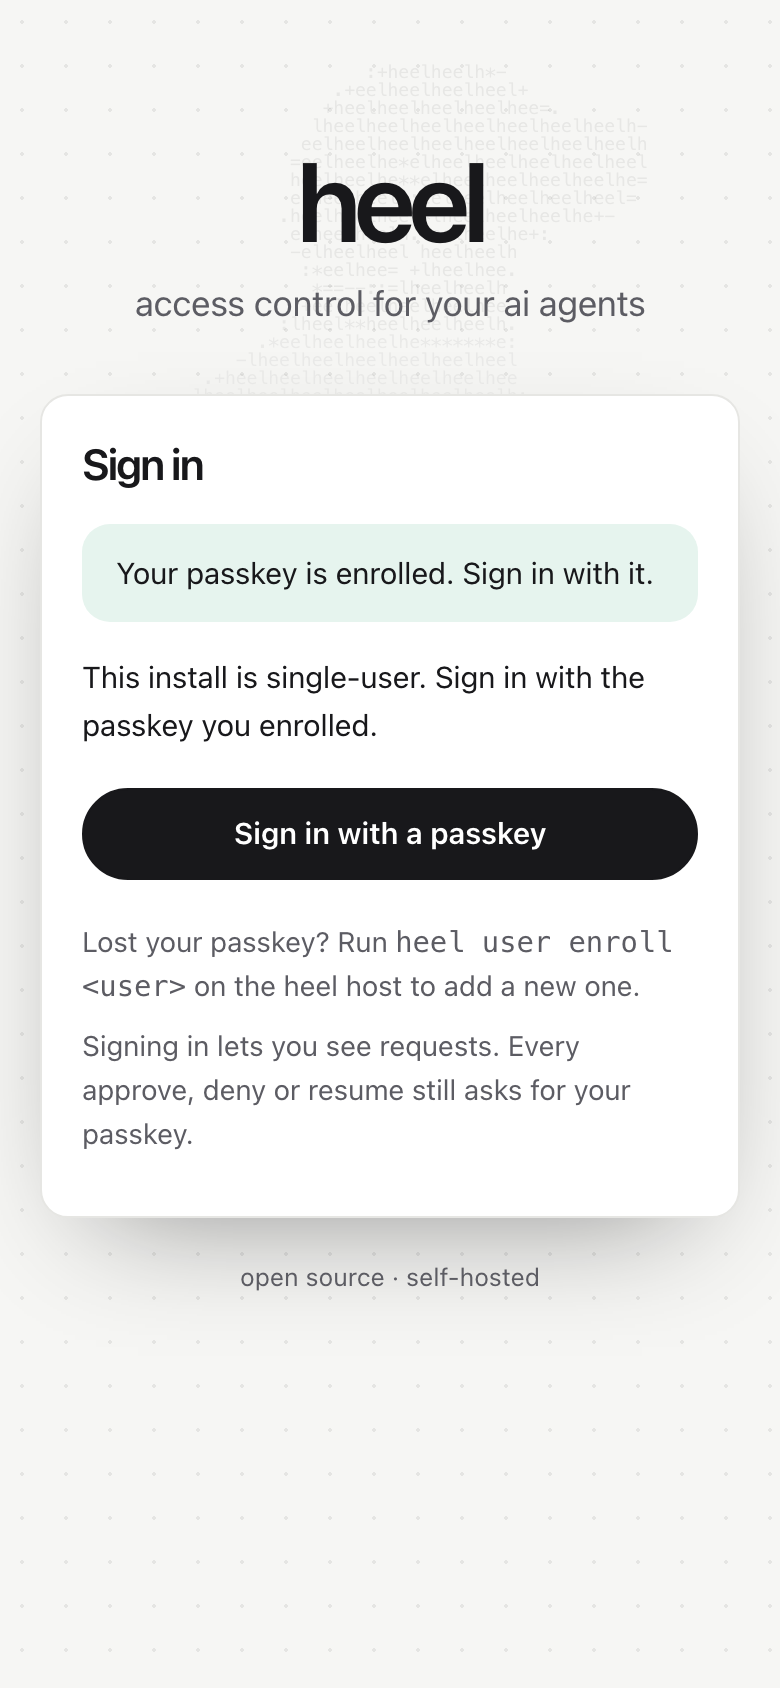 heel
access control for your ai agents
Sign in
Your passkey is enrolled. Sign in with it.
This install is single-user. Sign in with the
passkey you enrolled.
Sign in with a passkey
Lost your passkey? Run heel user enroll
<user> on the heel host to add a new one.
Signing in lets you see requests. Every
approve, deny or resume still asks for your
passkey.
open source · self-hosted